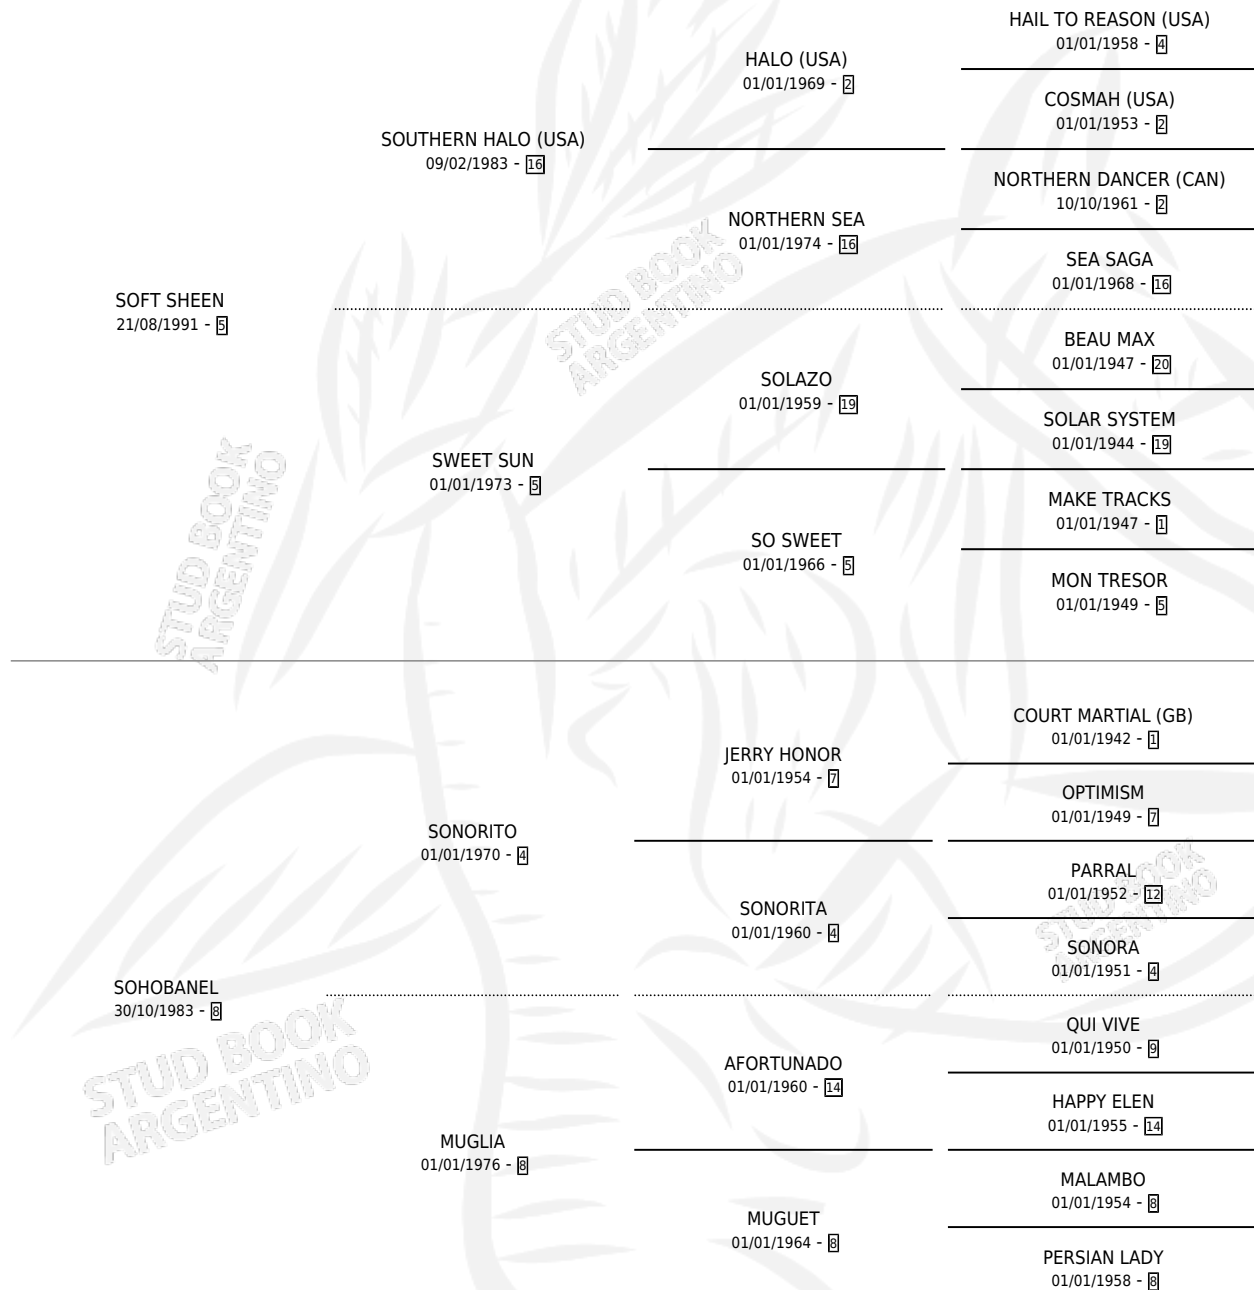 HAIL TO REASON (USA)
01/01/1958 - 4
HALO (USA)
01/01/1969 - 2
COSMAH (USA)
01/01/1953 - 2
SOUTHERN HALO (USA)
09/02/1983 - 16
NORTHERN DANCER (CAN)
10/10/1961 - 2
NORTHERN SEA
01/01/1974 - 16
SEA SAGA
01/01/1968 - 16
SOFT SHEEN
21/08/1991 - 5
BEAU MAX
01/01/1947 - 20
SOLAZO
01/01/1959 - 19
SOLAR SYSTEM
01/01/1944 - 19
SWEET SUN
01/01/1973 - 5
MAKE TRACKS
01/01/1947 - 1
SO SWEET
01/01/1966 - 5
MON TRESOR
01/01/1949 - 5
COURT MARTIAL (GB)
01/01/1942 - 1
JERRY HONOR
01/01/1954 - 7
OPTIMISM
01/01/1949 - 7
SONORITO
01/01/1970 - 4
PARRAL
01/01/1952 - 12
SONORITA
01/01/1960 - 4
SONORA
01/01/1951 - 4
SOHOBANEL
30/10/1983 - 8
QUI VIVE
01/01/1950 - 9
AFORTUNADO
01/01/1960 - 14
HAPPY ELEN
01/01/1955 - 14
MUGLIA
01/01/1976 - 8
MALAMBO
01/01/1954 - 8
MUGUET
01/01/1964 - 8
PERSIAN LADY
01/01/1958 - 8
STUD BOOK
ARGENTINO
STUD BOOK
ARGENTINO
STUD BOOK
ARGENTINO
STUD BOOK
ARGENTINO